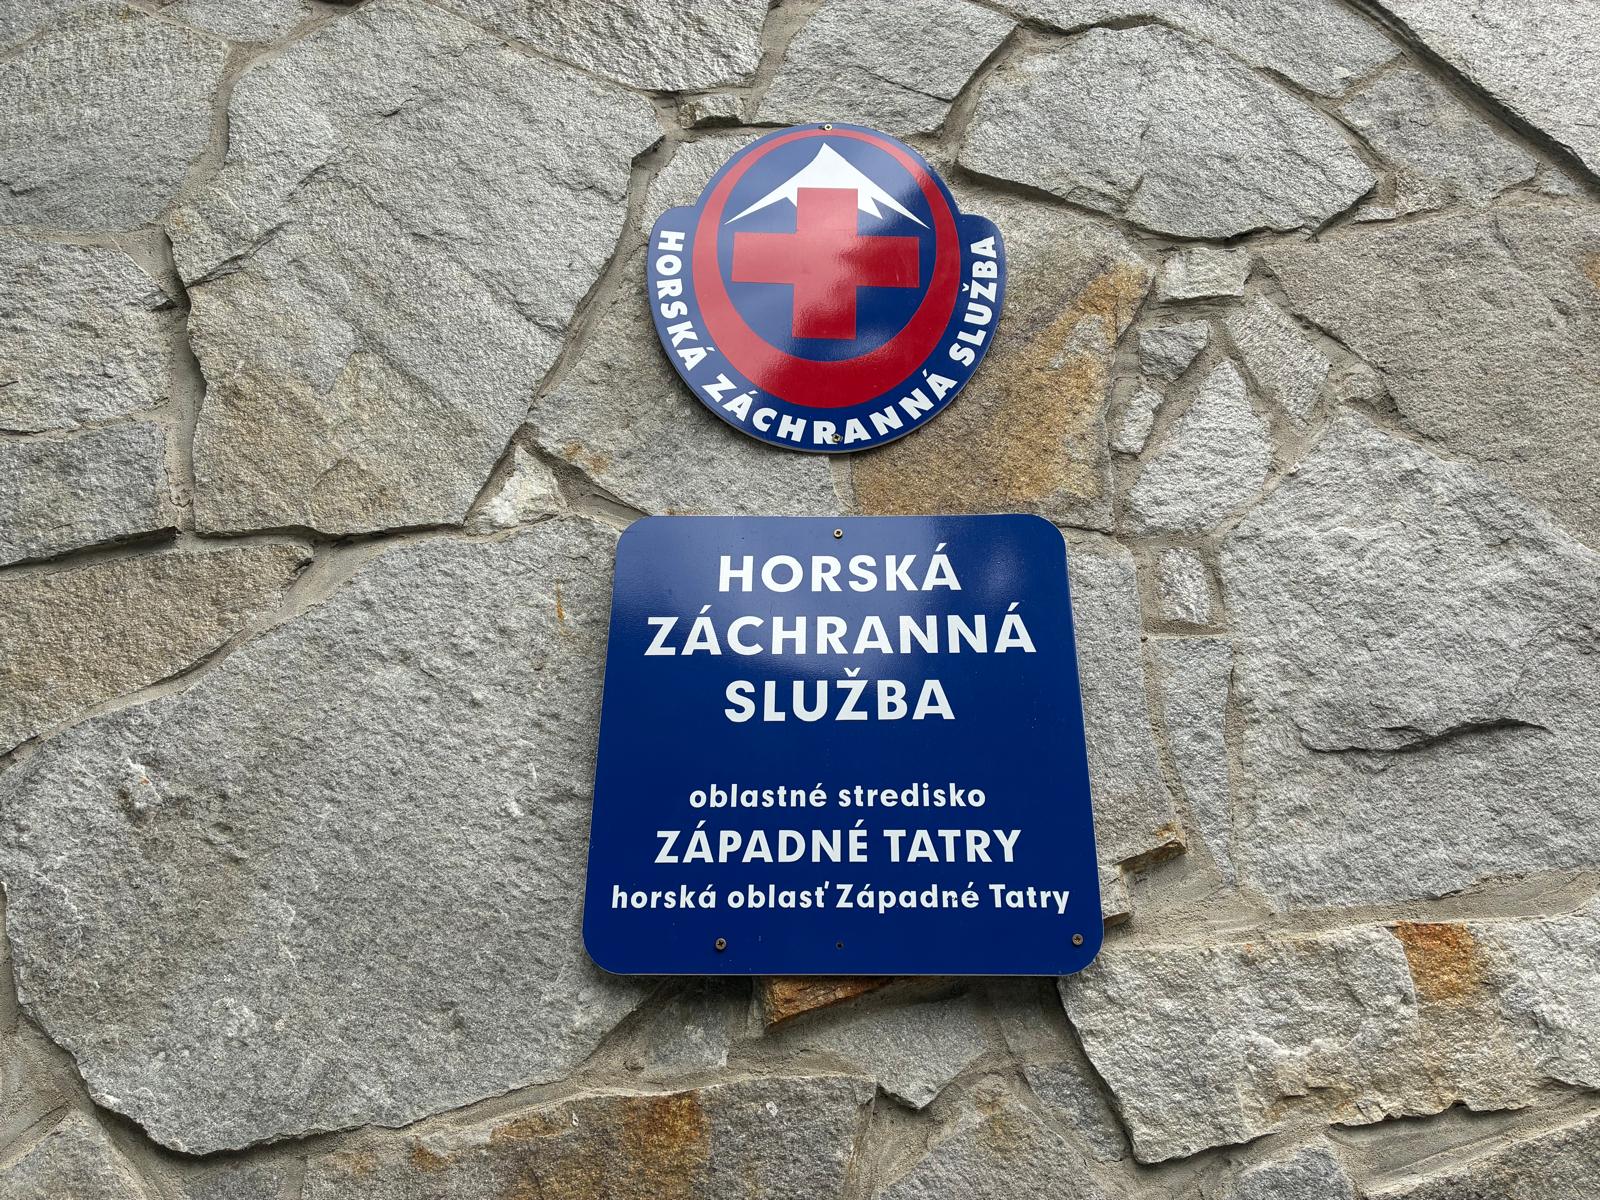 HORSKÁ ZÁCHRANNÁ SLUŽBA
HORSKÁ
ZÁCHRANNÁ
SLUŽBA
oblastné stredisko
ZÁPADNÉ TATRY
horská oblasť Západné Tatry